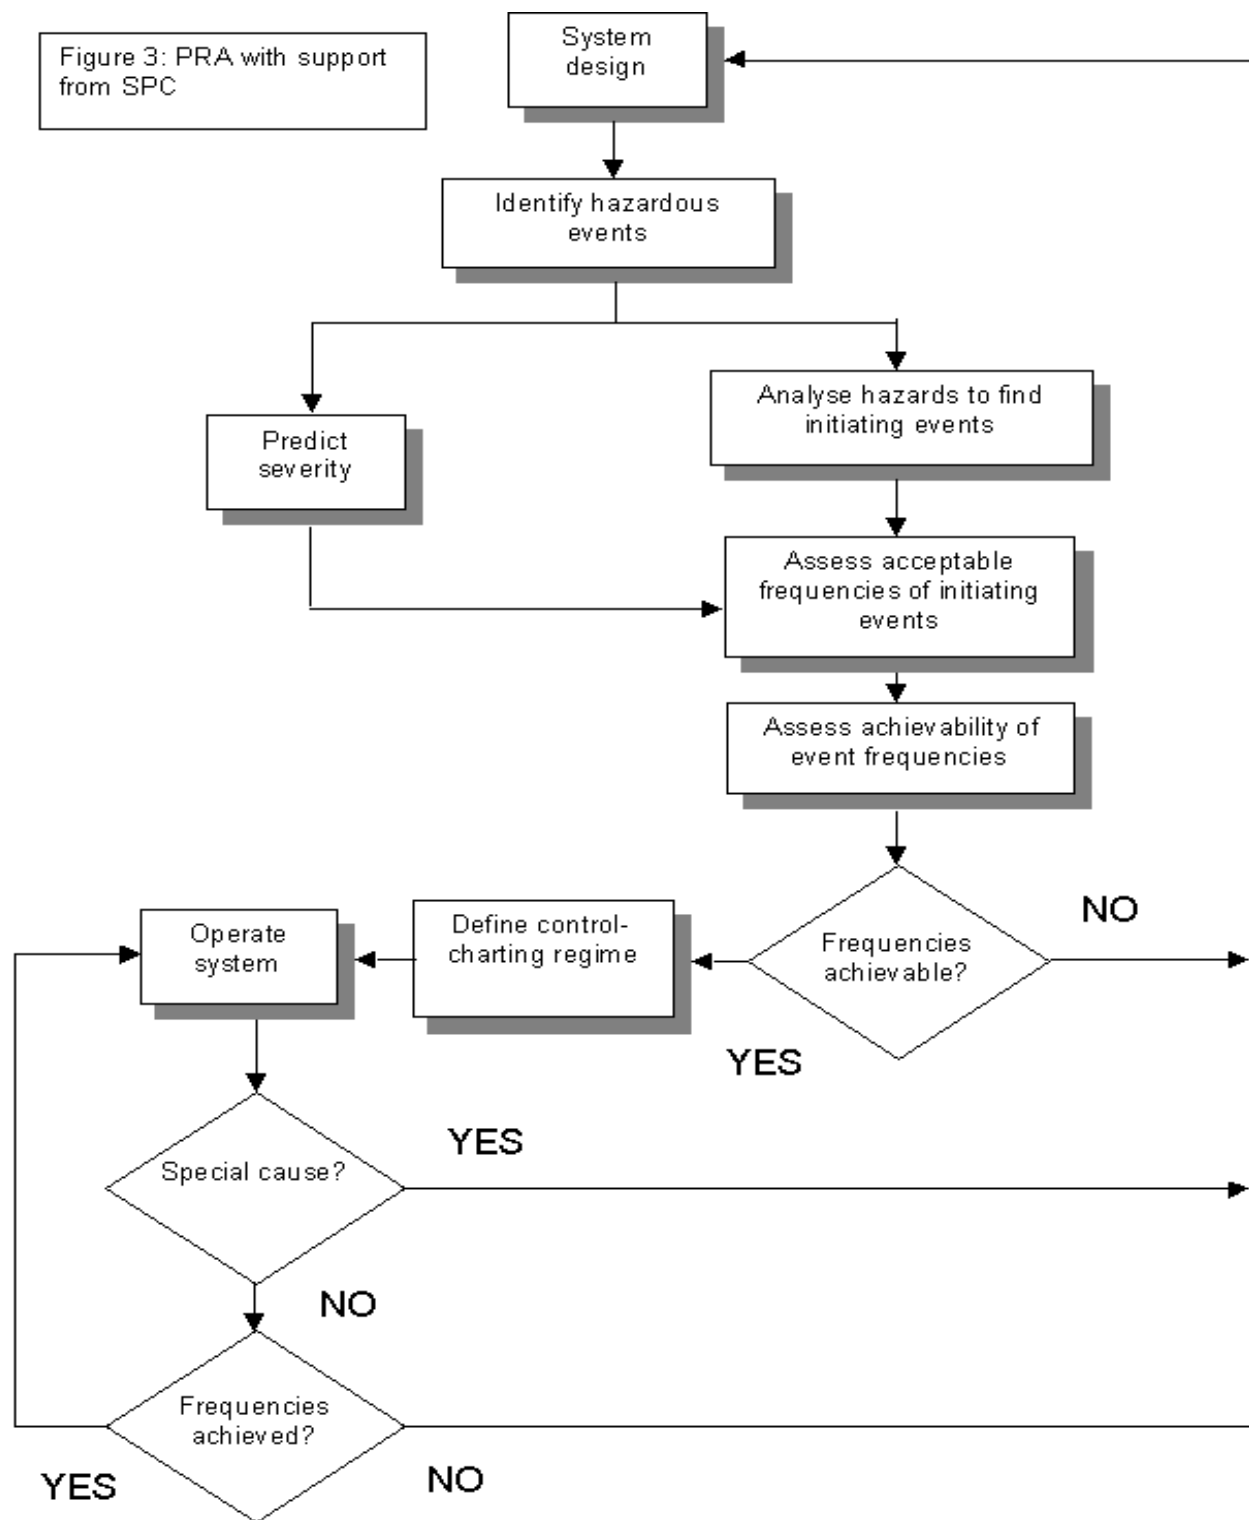 Figure 3: PRA with support
from SPC
System
design
Identify hazardous
events
Analyse hazards to find
initiating events
Predict
severity
Assess acceptable
frequencies of initiating
events
Assess achievability of
event frequencies
Frequencies
achievable?
NO
YES
Define control-
charting regime
Operate
system
Special cause?
YES
NO
Frequencies
achieved?
YES
NO